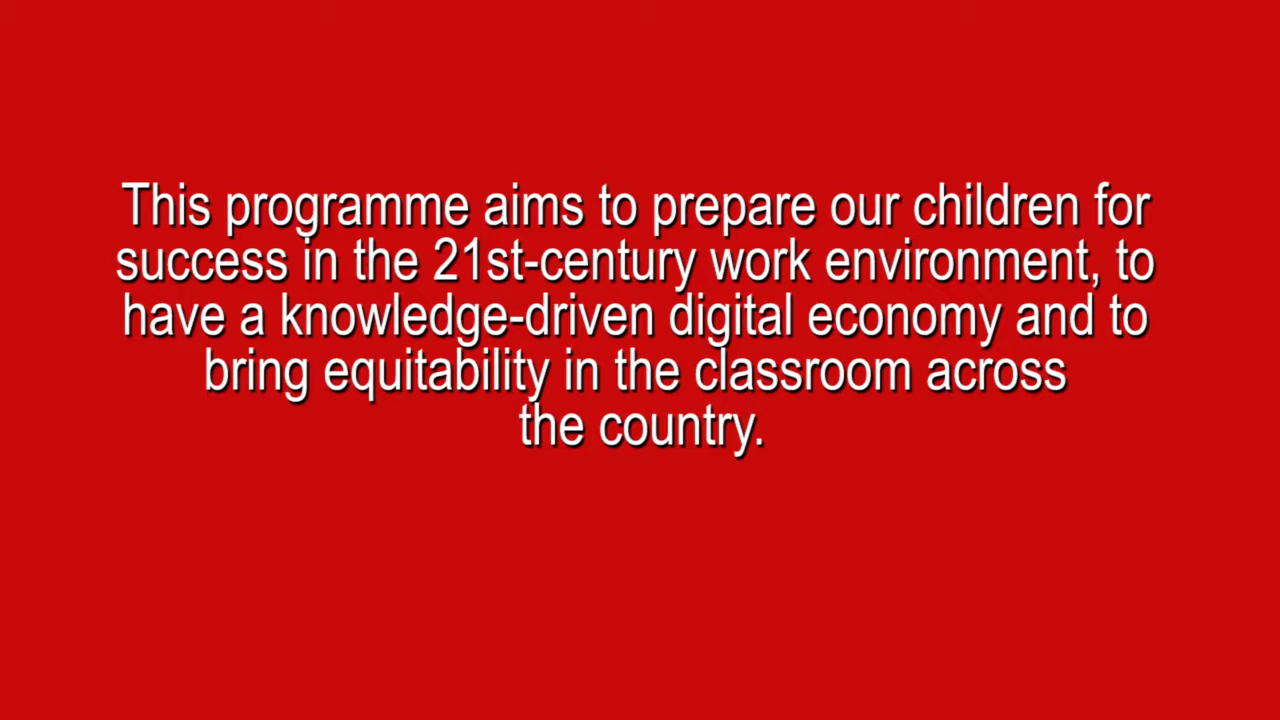 This programme aims to prepare our children for
success in the 21st-century work environment, to
have a knowledge-driven digital economy and to
bring equitability in the classroom across
the country.